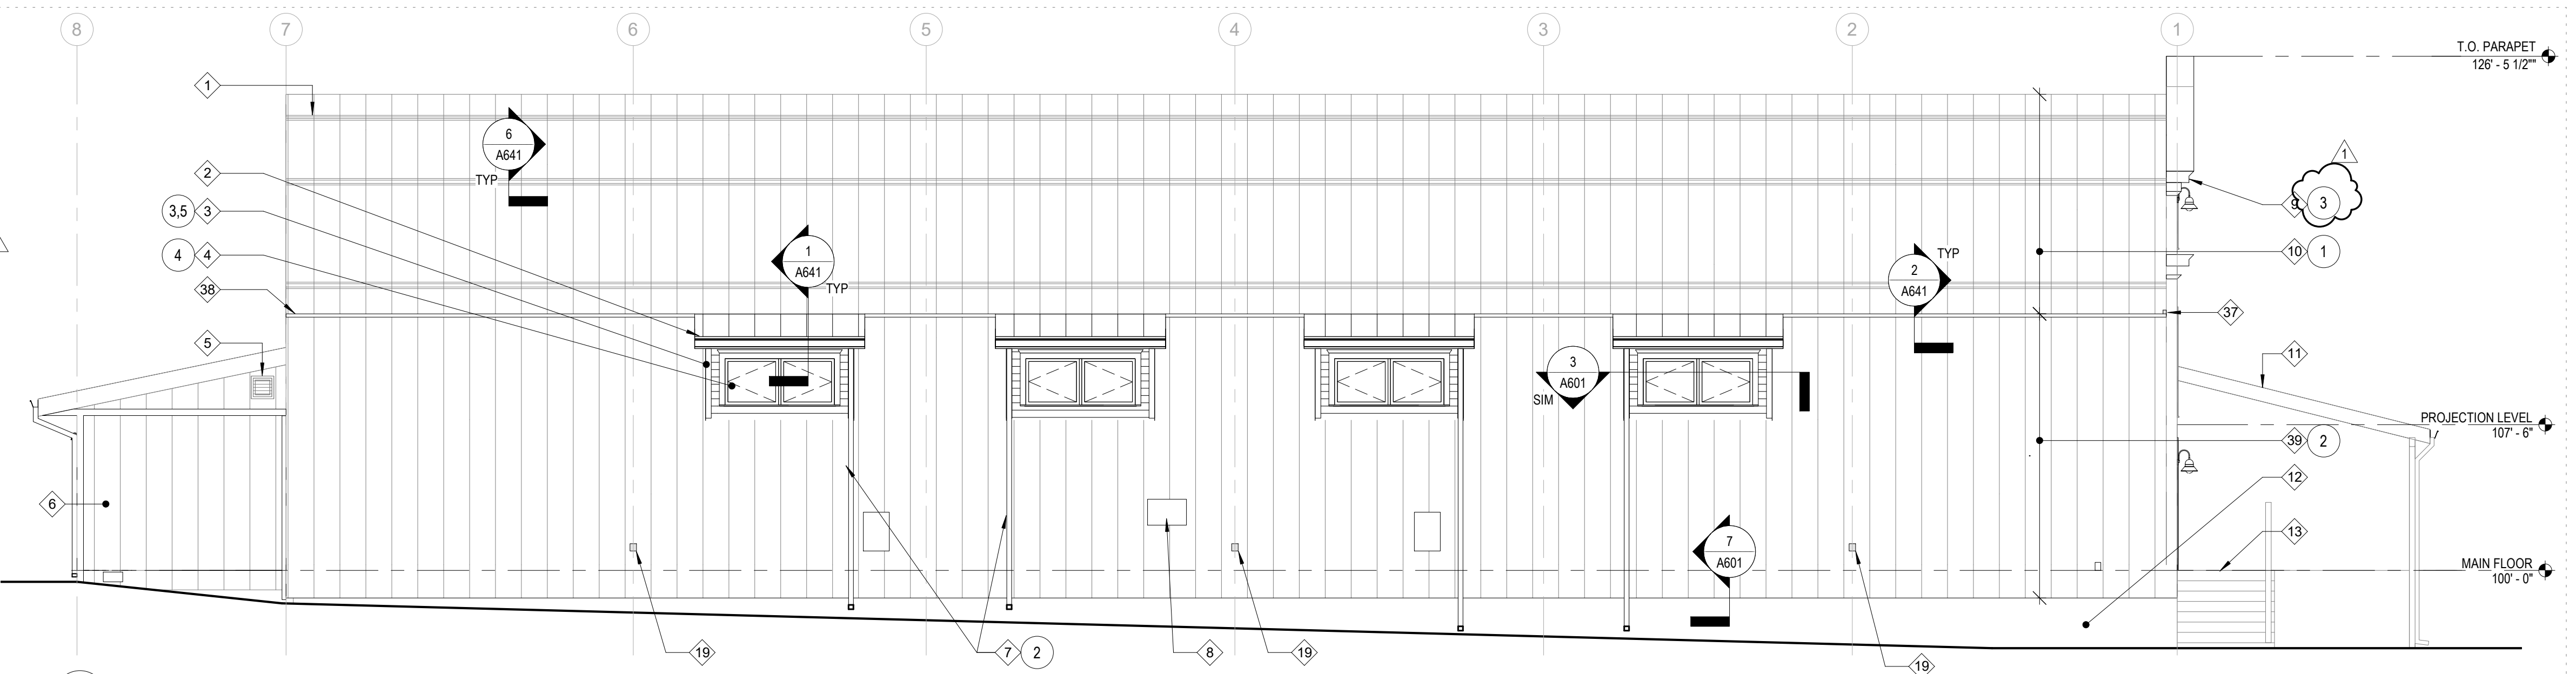 8 7 6 5 4 3 2 1
T.O. PARAPET
126' - 5 1/2""
1
6
A641
TYP
2
3,5 3
4 4
38
5
6
1
A641
TYP
2
A641
TYP
3
A601
SIM
7
A601
1
9 3
10 1
37
11
PROJECTION LEVEL
107' - 6"
39 2
12
13
MAIN FLOOR
100' - 0"
19
7 2
8
19
19